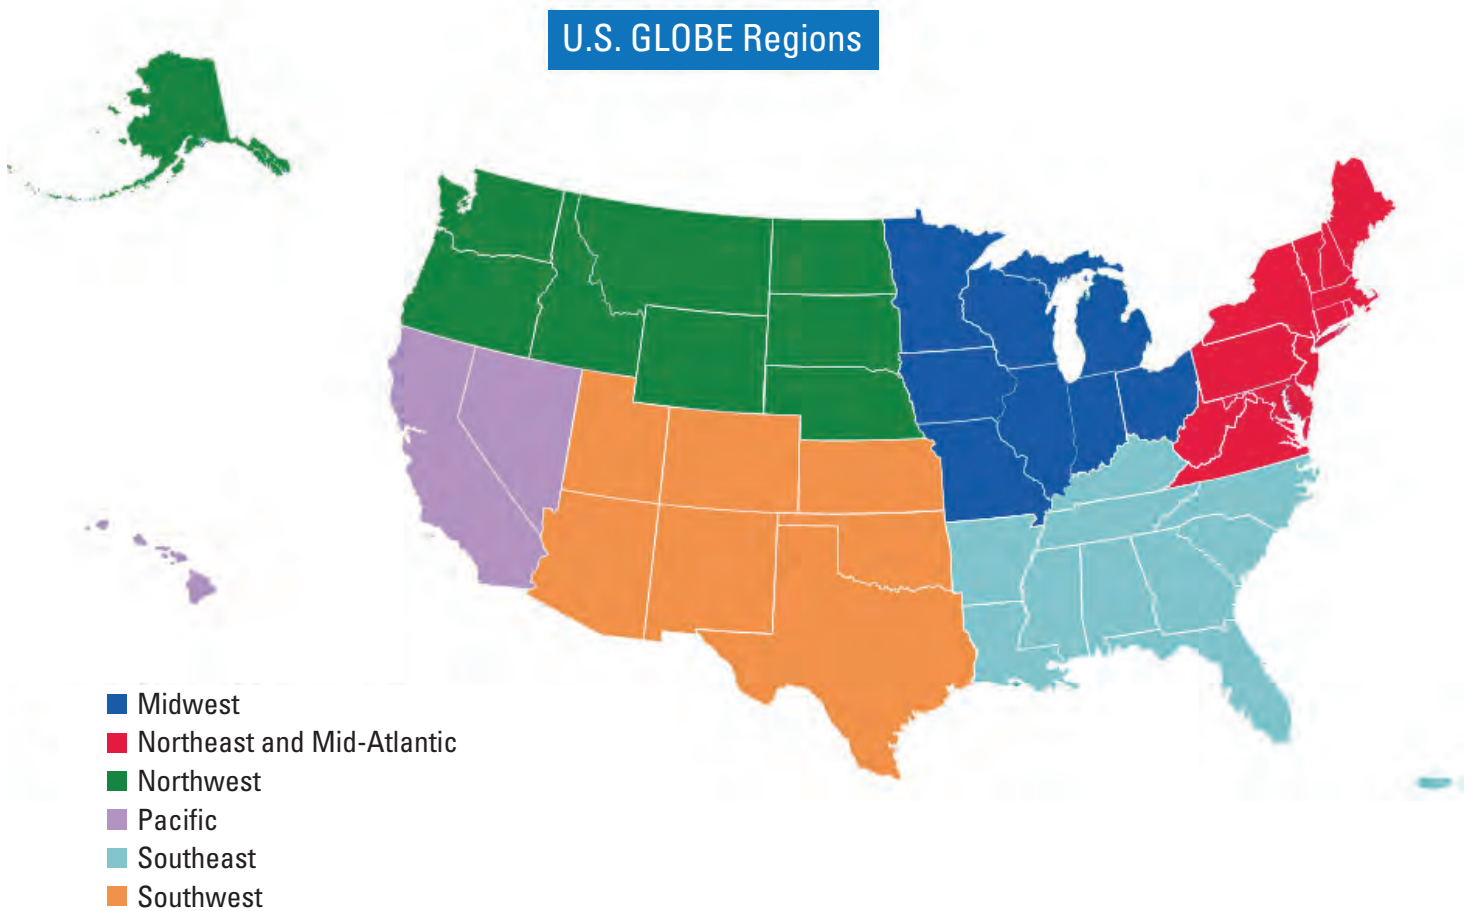 U.S. GLOBE Regions
Midwest
Northeast and Mid-Atlantic
Northwest
Pacific
Southeast
Southwest